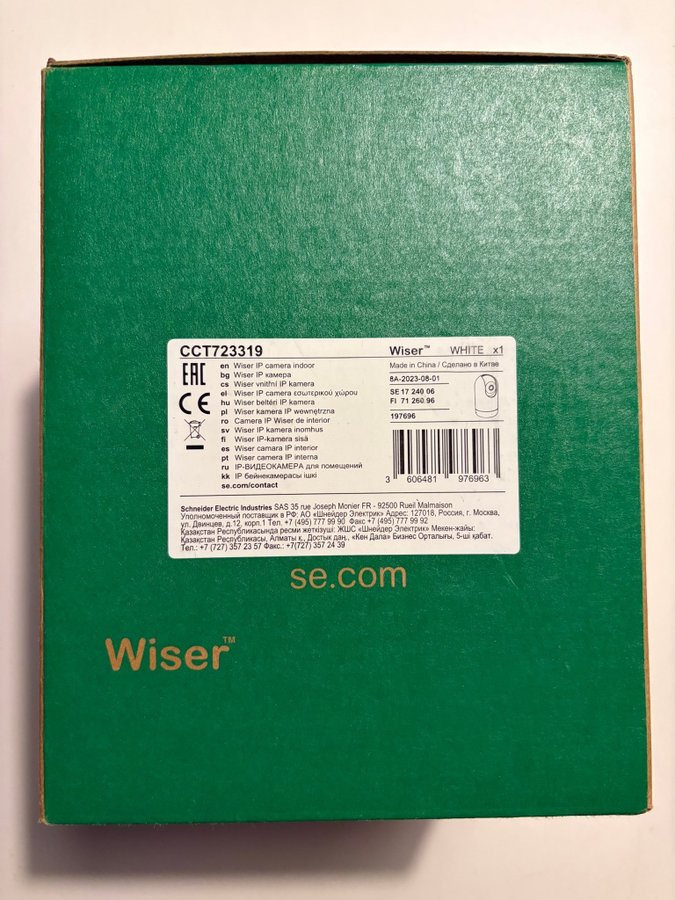 CCT723319
Wiser™ WHITE x1
EAC
CE
en Wiser IP camera indoor
bg Wiser IP камера
cs Wiser vnitřní IP kamera
el Wiser IP καμερα εσωτερικού χώρου
hu Wiser beltéri IP kamera
pl Wiser kamera IP wewnętrzna
ro Camera IP Wiser de interior
sv Wiser IP kamera inomhus
fi Wiser IP-kamera sisä
es Wiser camara IP interior
pt Wiser camera IP interna
ru IP-ВИДЕОКАМЕРА для помещений
kk IP бейнекамерасы ішкі
se.com/contact
Made in China / Сделано в Китае
8A-2023-08-01
SE 17 240 06
FI 71 260 96
197696
3 606481 976963
Schneider Electric Industries SAS 35 rue Joseph Monier FR - 92500 Rueil Malmaison
Уполномоченный поставщик в РФ: АО «Шнейдер Электрик» Адрес: 127018, Россия, г. Москва,
ул. Двинцев, д.12, корп.1 Тел. +7 (495) 777 99 90 Факс +7 (495) 777 99 92
Қазақстан Республикасында ресми жеткізуші: ЖШС «Шнейдер Электрик» Мекен-жайы:
Қазақстан Республикасы, Алматы қ., Достык даң., «Кен Дала» Бизнес Орталығы, 5-ші қабат.
Тел.: +7 (727) 357 23 57 Факс.: +7(727) 357 24 39
se.com
Wiser™